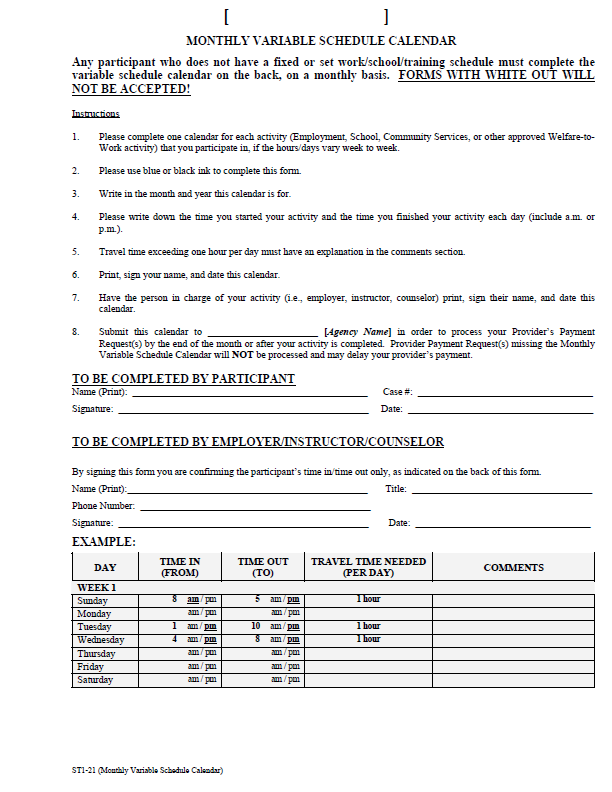 [ ]
MONTHLY VARIABLE SCHEDULE CALENDAR
Any participant who does not have a fixed or set work/school/training schedule must complete the
variable schedule calendar on the back, on a monthly basis. FORMS WITH WHITE OUT WILL
NOT BE ACCEPTED!
Instructions
1. Please complete one calendar for each activity (Employment, School, Community Services, or other approved Welfare-to-
Work activity) that you participate in, if the hours/days vary week to week.
2. Please use blue or black ink to complete this form.
3. Write in the month and year this calendar is for.
4. Please write down the time you started your activity and the time you finished your activity each day (include a.m. or
p.m.).
5. Travel time exceeding one hour per day must have an explanation in the comments section.
6. Print, sign your name, and date this calendar.
7. Have the person in charge of your activity (i.e., employer, instructor, counselor) print, sign their name, and date this
calendar.
8. Submit this calendar to ______________________ [Agency Name] in order to process your Provider's Payment
Request(s) by the end of the month or after your activity is completed. Provider Payment Request(s) missing the Monthly
Variable Schedule Calendar will NOT be processed and may delay your provider's payment.
TO BE COMPLETED BY PARTICIPANT
Name (Print): ______________________ Case #: ______________________
Signature: ______________________ Date: ______________________
TO BE COMPLETED BY EMPLOYER/INSTRUCTOR/COUNSELOR
By signing this form you are confirming the participant's time in/time out only, as indicated on the back of this form.
Name (Print): ______________________ Title: ______________________
Phone Number: ______________________
Signature: ______________________ Date: ______________________
EXAMPLE:
DAY TIME IN (FROM) TIME OUT (TO) TRAVEL TIME NEEDED (PER DAY) COMMENTS
WEEK 1
Sunday 8 am / pm 5 am / pm 1 hour
Monday am / pm am / pm
Tuesday 1 am / pm 10 am / pm 1 hour
Wednesday 4 am / pm 8 am / pm 1 hour
Thursday am / pm am / pm
Friday am / pm am / pm
Saturday am / pm am / pm
ST1-21 (Monthly Variable Schedule Calendar)